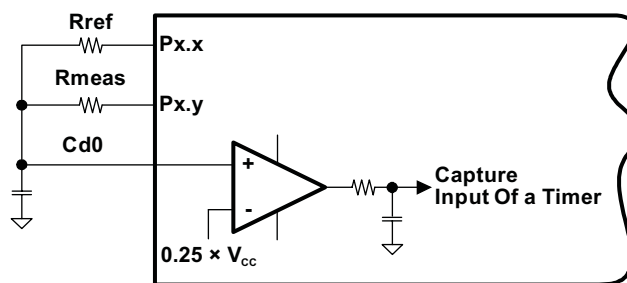 Rref
Px.x
Rmeas
Px.y
Cd0
+
-
Capture
Input Of a Timer
0.25 × Vcc